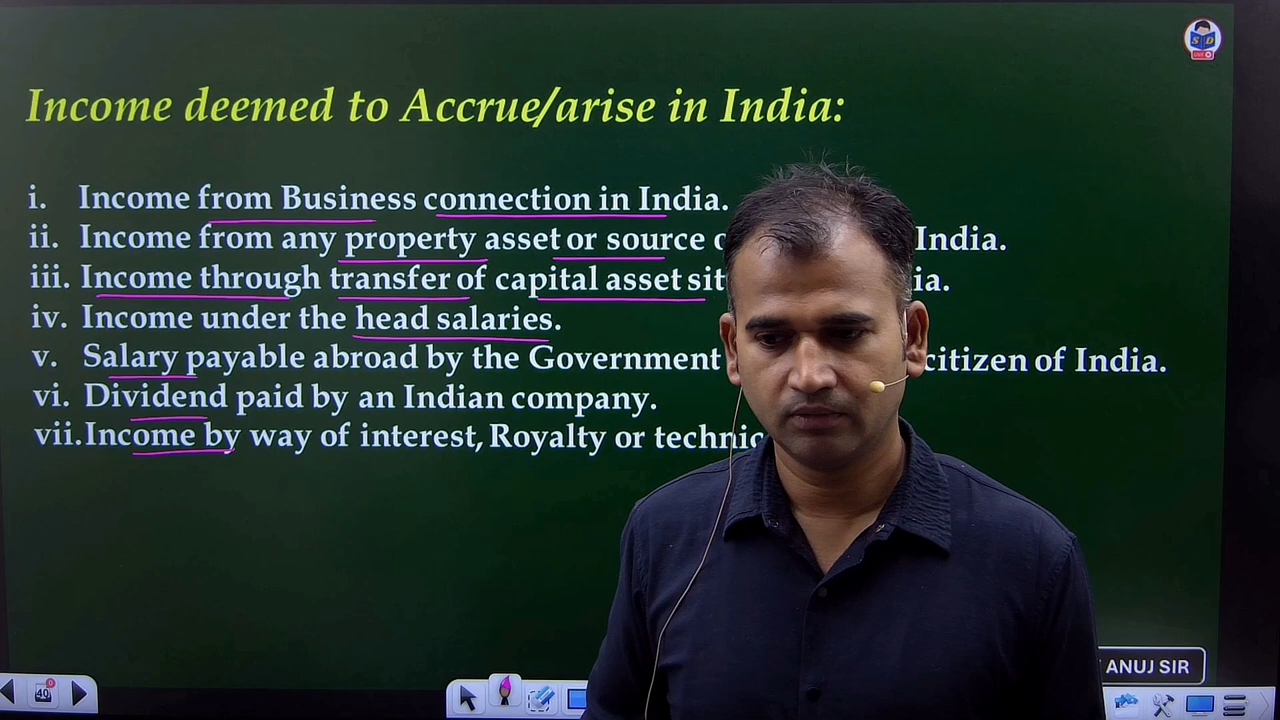 Income deemed to Accrue/arise in India:
i. Income from Business connection in India.
ii. Income from any property asset or source India.
iii. Income through transfer of capital asset
iv. Income under the head salaries.
v. Salary payable abroad by the Government citizen of India.
vi. Dividend paid by an Indian company.
vii. Income by way of interest, Royalty or
ANUJ SIR
40
S D
LIVE